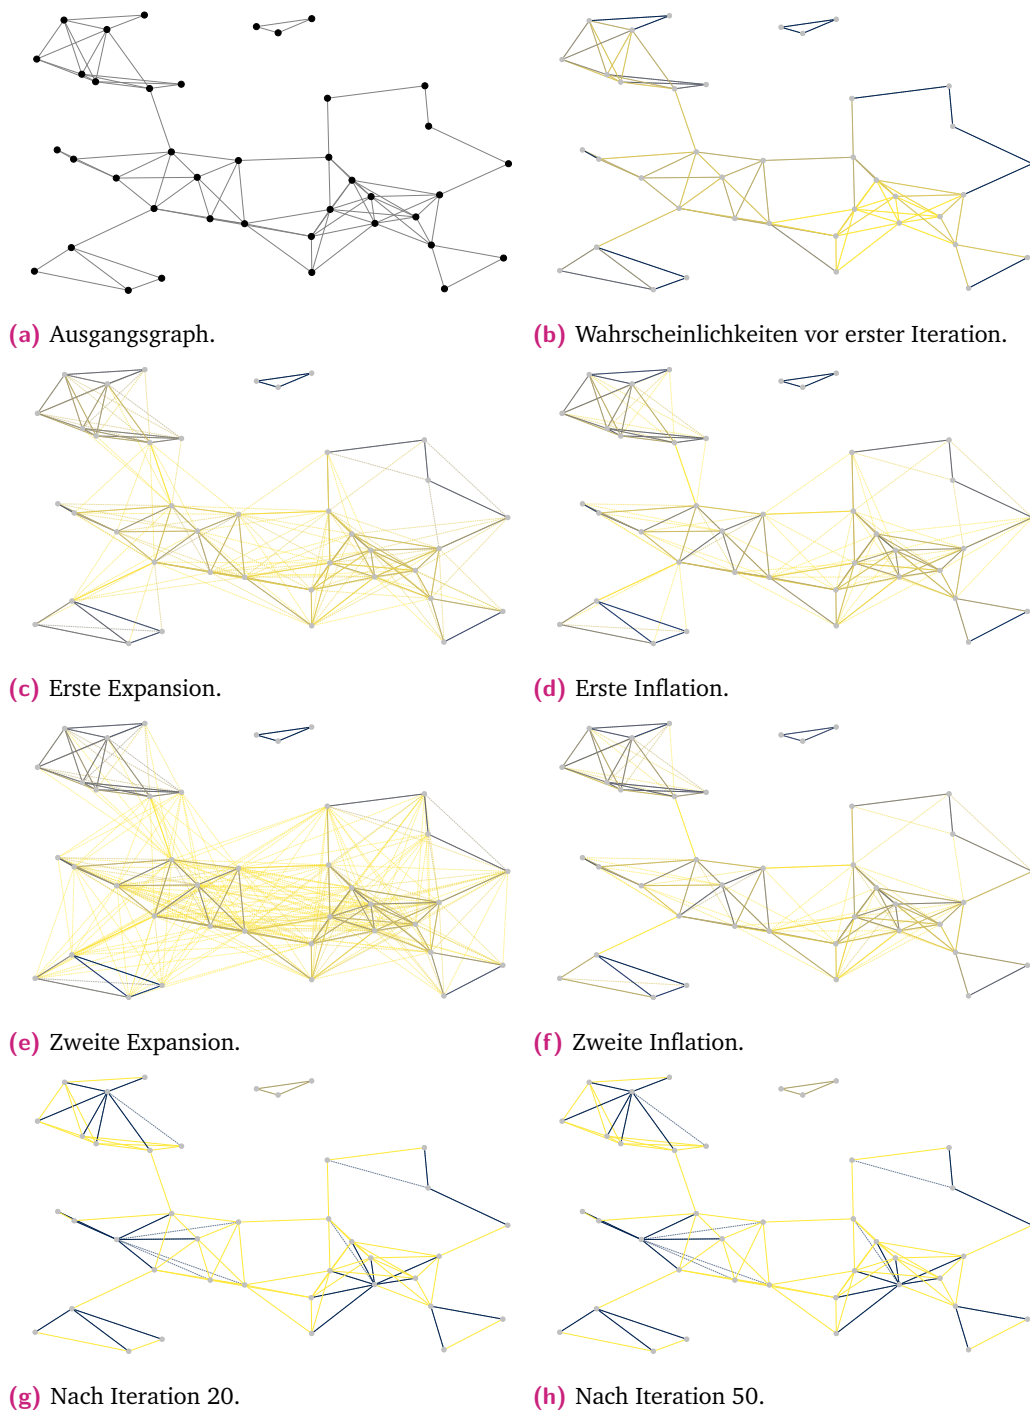 (a) Ausgangsgraph.
(b) Wahrscheinlichkeiten vor erster Iteration.
(c) Erste Expansion.
(d) Erste Inflation.
(e) Zweite Expansion.
(f) Zweite Inflation.
(g) Nach Iteration 20.
(h) Nach Iteration 50.